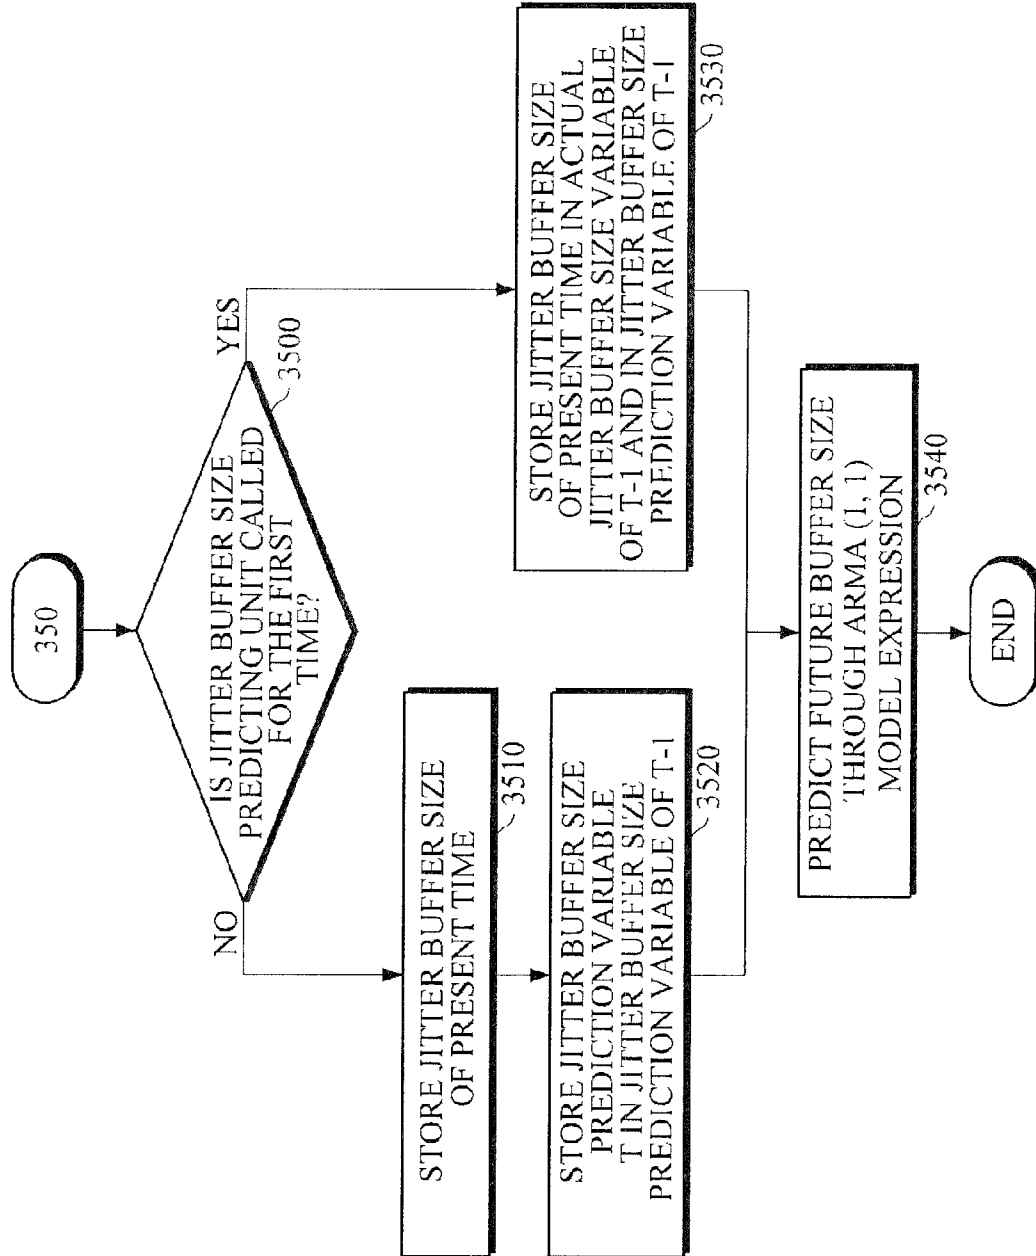 350
IS JITTER BUFFER SIZE
PREDICTING UNIT CALLED
FOR THE FIRST
TIME?
3500
NO
YES
STORE JITTER BUFFER SIZE
OF PRESENT TIME
3510
STORE JITTER BUFFER SIZE
PREDICTION VARIABLE
T IN JITTER BUFFER SIZE
PREDICTION VARIABLE OF T-1
3520
STORE JITTER BUFFER SIZE
OF PRESENT TIME IN ACTUAL
JITTER BUFFER SIZE VARIABLE
OF T-1 AND IN JITTER BUFFER SIZE
PREDICTION VARIABLE OF T-1
3530
PREDICT FUTURE BUFFER SIZE
THROUGH ARMA (1, 1)
MODEL EXPRESSION
3540
END